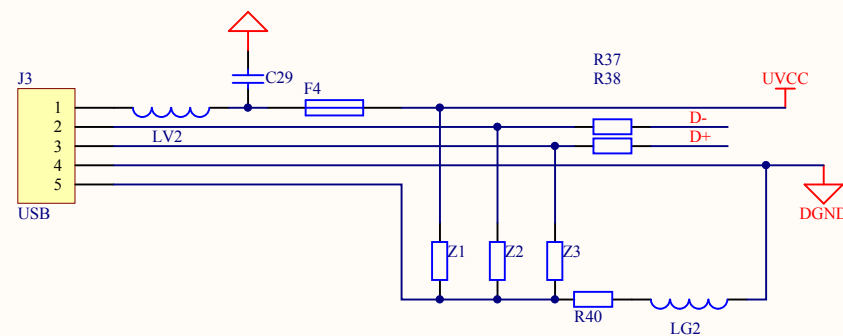 R37
J3
C29
R38
F4
UVCC
1
2
D-
LV2
3
D+
4
5
USB
DGND
Z1
Z2
Z3
R40
LG2